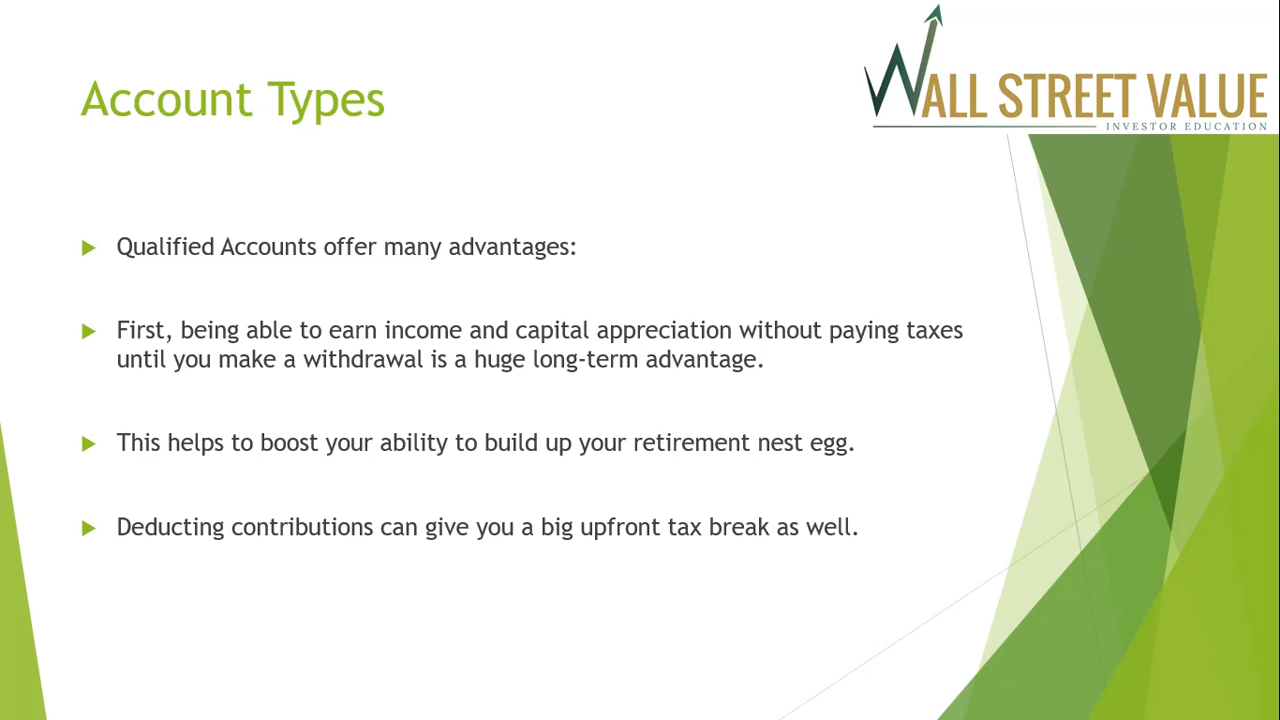 Account Types
WALL STREET VALUE
INVESTOR EDUCATION
Qualified Accounts offer many advantages:
First, being able to earn income and capital appreciation without paying taxes
until you make a withdrawal is a huge long-term advantage.
This helps to boost your ability to build up your retirement nest egg.
Deducting contributions can give you a big upfront tax break as well.